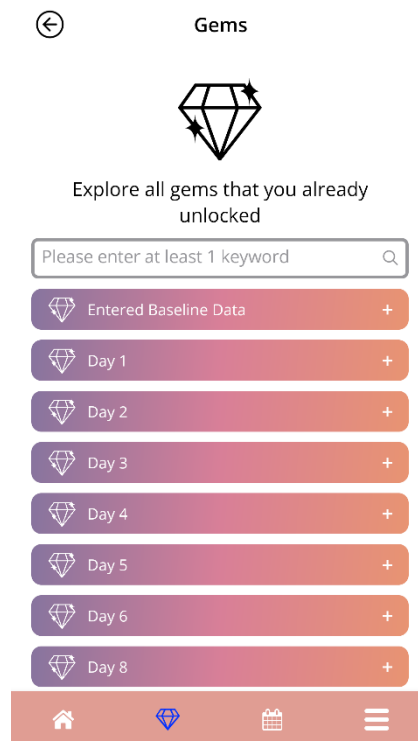 Gems
Explore all gems that you already
unlocked
Please enter at least 1 keyword
Entered Baseline Data +
Day 1 +
Day 2 +
Day 3 +
Day 4 +
Day 5 +
Day 6 +
Day 8 +